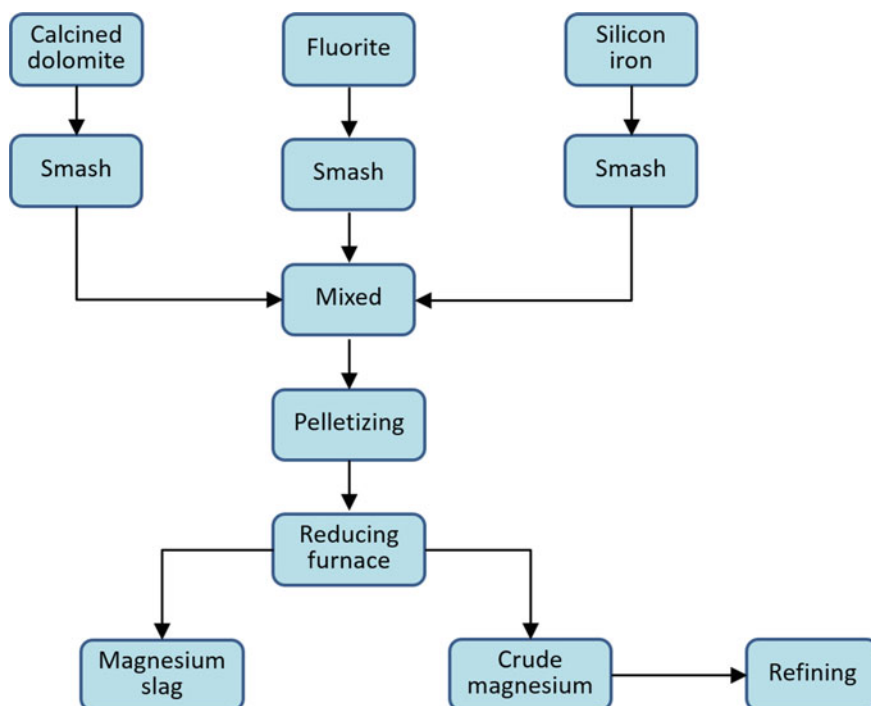 Calcined
dolomite
Fluorite
Silicon
iron
Smash
Smash
Smash
Mixed
Pelletizing
Reducing
furnace
Magnesium
slag
Crude
magnesium
Refining